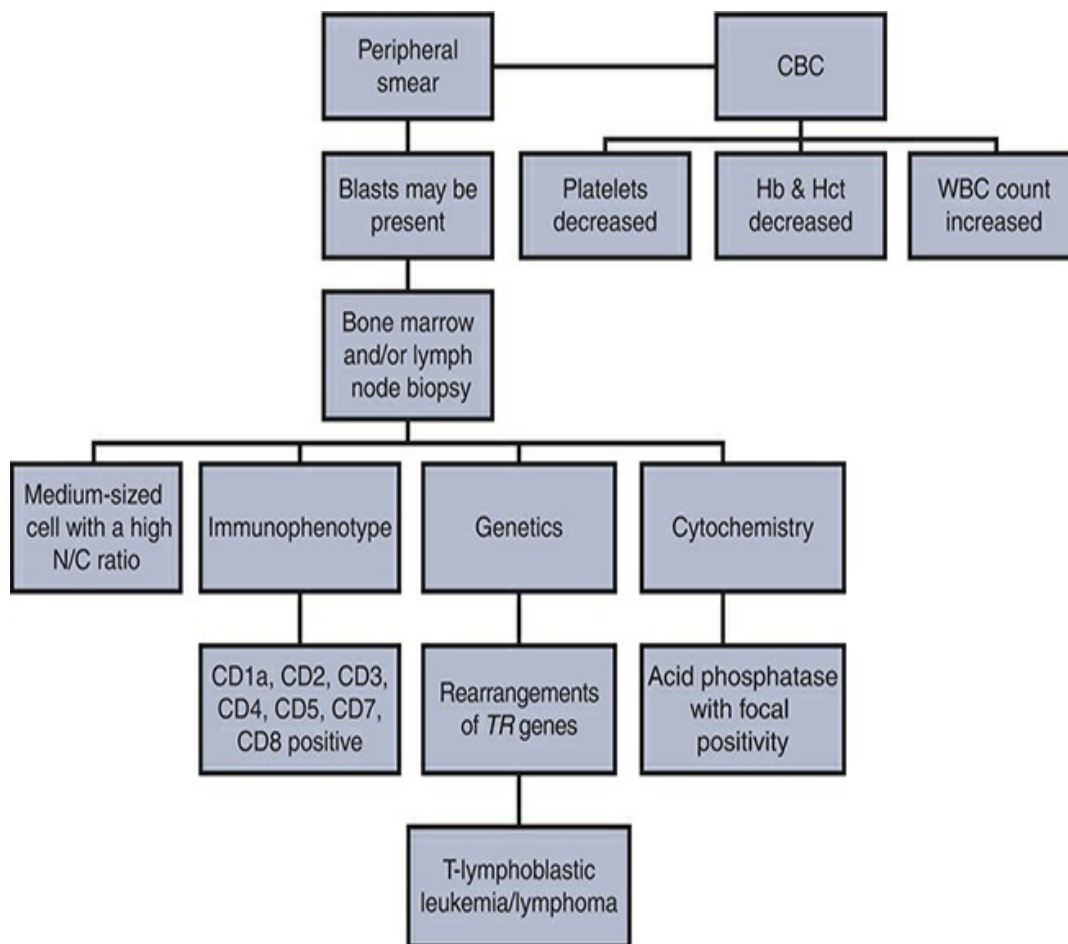 Peripheral
smear
CBC
Blasts may be
present
Platelets
decreased
Hb & Hct
decreased
WBC count
increased
Bone marrow
and/or lymph
node biopsy
Medium-sized
cell with a high
N/C ratio
Immunophenotype
Genetics
Cytochemistry
CD1a, CD2, CD3,
CD4, CD5, CD7,
CD8 positive
Rearrangements
of TR genes
Acid phosphatase
with focal
positivity
T-lymphoblastic
leukemia/lymphoma